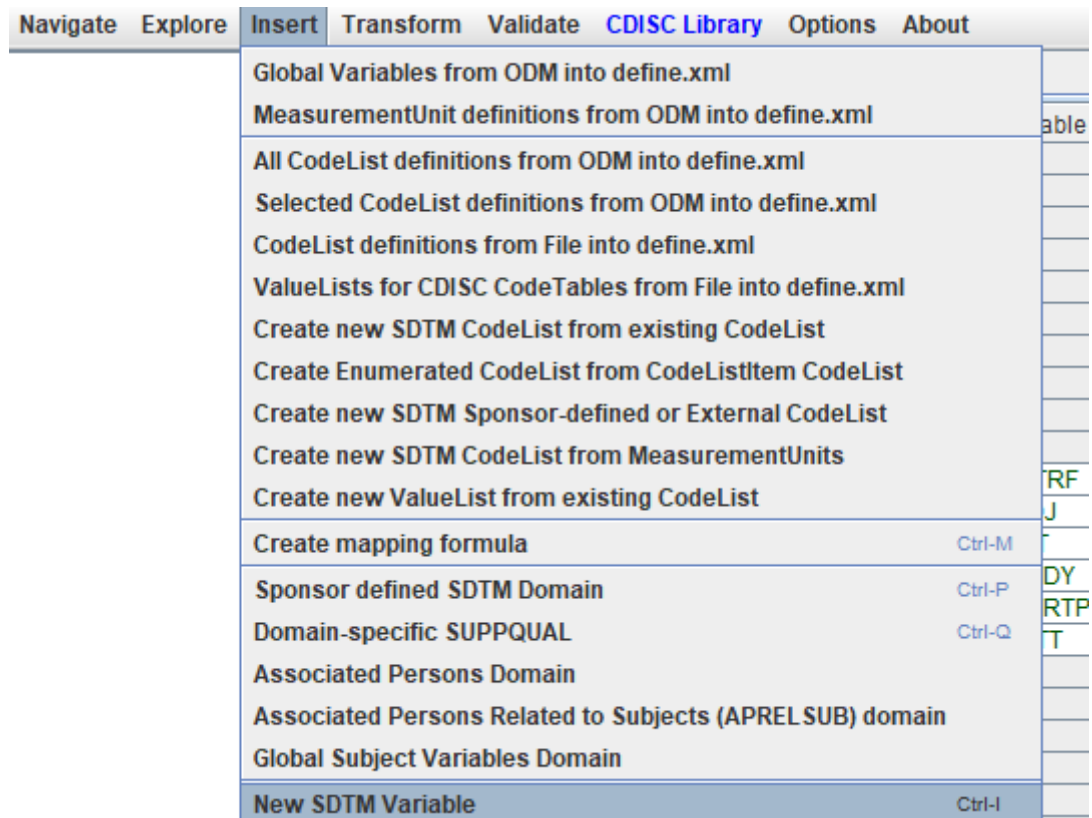 Navigate Explore Insert Transform Validate CDISC Library Options About
Global Variables from ODM into define.xml
MeasurementUnit definitions from ODM into define.xml
able
All CodeList definitions from ODM into define.xml
Selected CodeList definitions from ODM into define.xml
CodeList definitions from File into define.xml
ValueLists for CDISC CodeTables from File into define.xml
Create new SDTM CodeList from existing CodeList
Create Enumerated CodeList from CodeListItem CodeList
Create new SDTM Sponsor-defined or External CodeList
Create new SDTM CodeList from MeasurementUnits
TRF
Create new ValueList from existing CodeList
J
Create mapping formula Ctrl-M
T
DY
Sponsor defined SDTM Domain Ctrl-P
RTP
Domain-specific SUPPQUAL Ctrl-Q
TT
Associated Persons Domain
Associated Persons Related to Subjects (APRELSUB) domain
Global Subject Variables Domain
New SDTM Variable Ctrl-I